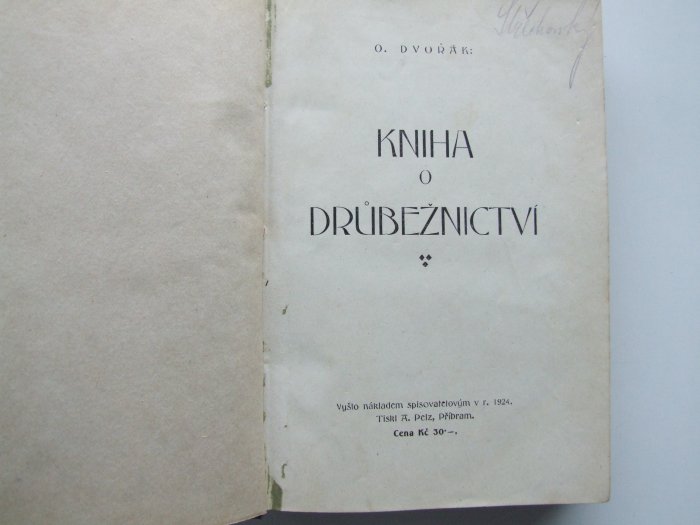 O. DVOŘÁK:
KNIHA
O
DRŮBEŽNICTVÍ
Vyšlo nákladem spisovatelovým v r. 1924.
Tiskl A. Pelz, Příbram.
Cena Kč 30·—.